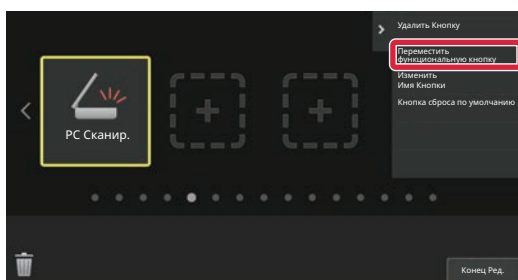 Удалить Кнопку
Переместить
функциональную кнопку
Изменить
Имя Кнопки
Кнопка сброса по умолчанию
PC Сканир.
Конец Ред.